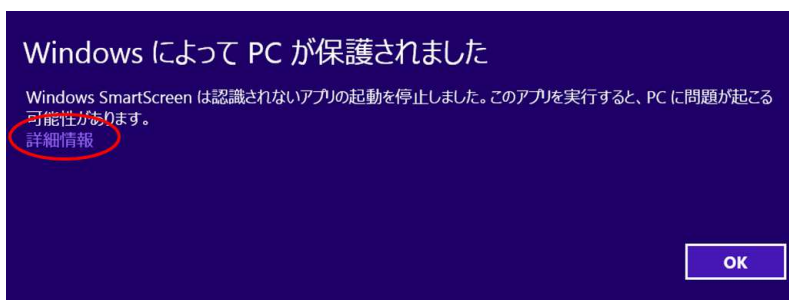 Windows によって PC が保護されました
Windows SmartScreen は認識されないアプリの起動を停止しました。このアプリを実行すると、PC に問題が起こる
可能性があります。
詳細情報
OK